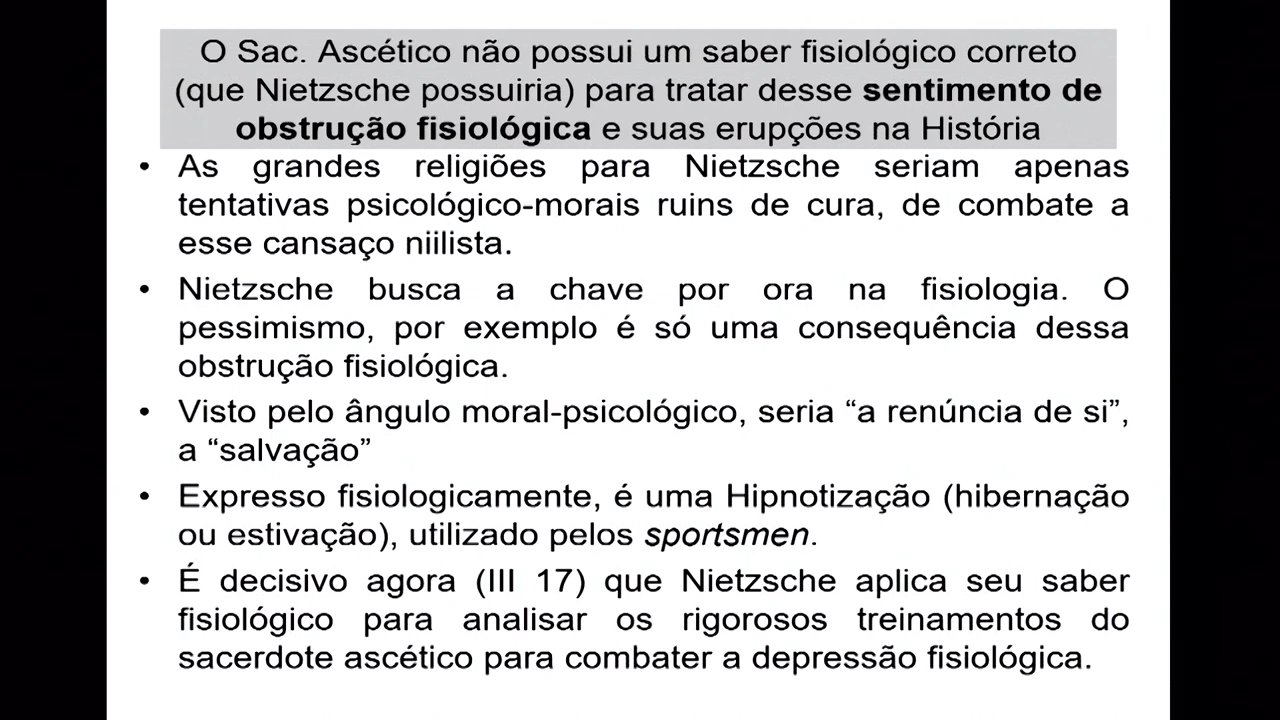 O Sac. Ascético não possui um saber fisiológico correto
(que Nietzsche possuiria) para tratar desse sentimento de
obstrução fisiológica e suas erupções na História
• As grandes religiões para Nietzsche seriam apenas
tentativas psicológico-morais ruins de cura, de combate a
esse cansaço niilista.
• Nietzsche busca a chave por ora na fisiologia. O
pessimismo, por exemplo é só uma consequência dessa
obstrução fisiológica.
• Visto pelo ângulo moral-psicológico, seria “a renúncia de si”,
a “salvação”
• Expresso fisiologicamente, é uma Hipnotização (hibernação
ou estivação), utilizado pelos sportsmen.
• É decisivo agora (III 17) que Nietzsche aplica seu saber
fisiológico para analisar os rigorosos treinamentos do
sacerdote ascético para combater a depressão fisiológica.